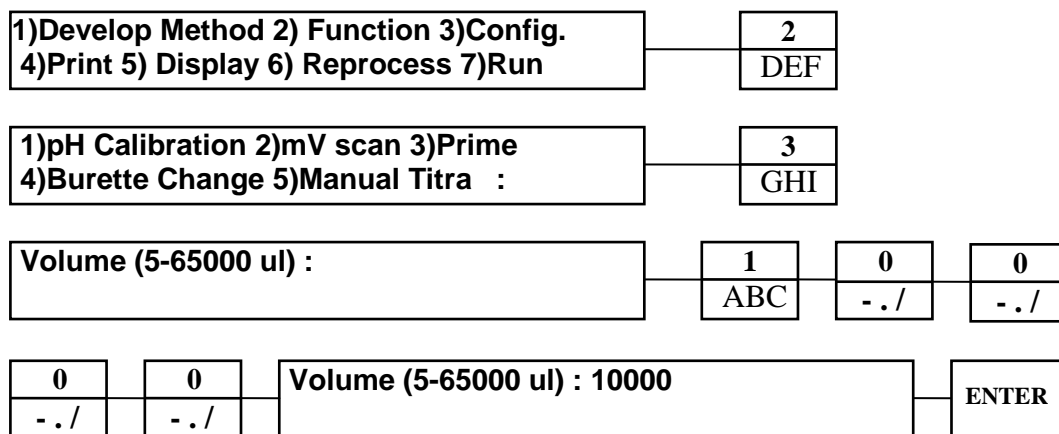 1)Develop Method 2) Function 3)Config.
4)Print 5) Display 6) Reprocess 7)Run
2
DEF
1)pH Calibration 2)mV scan 3)Prime
4)Burette Change 5)Manual Titra :
3
GHI
Volume (5-65000 ul) :
1
ABC
0
- . /
0
- . /
0
- . /
0
- . /
Volume (5-65000 ul) : 10000
ENTER